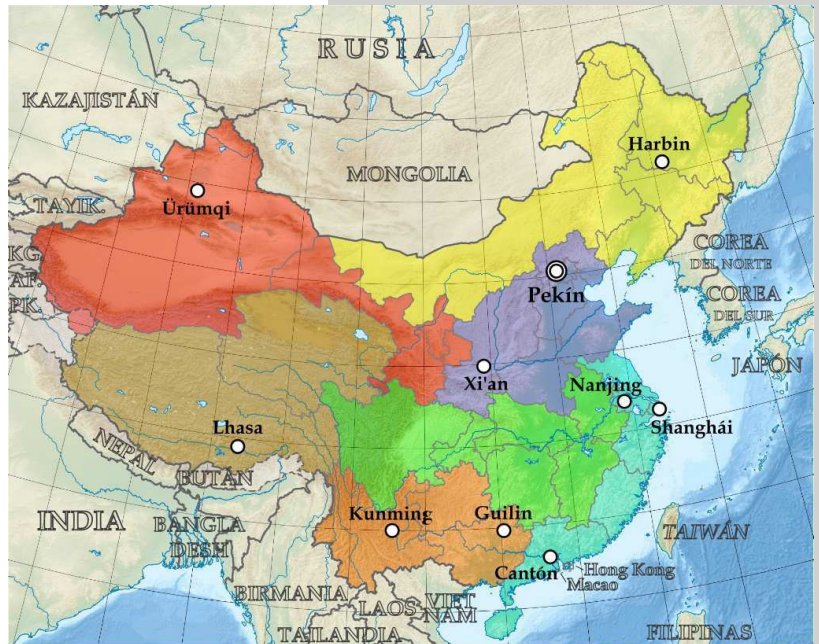 RUSIA
KAZAJISTÁN
Harbin
MONGOLIA
Ürümqi
TAYIK.
KG.
AF.
PK.
COREA
DEL NORTE
Pekín
COREA
DEL SUR
JAPÓN
Xi'an
Nanjing
Shanghái
Lhasa
NEPAL
BUTÁN
INDIA
BANGLA
DESH
Kunming
Guilin
TAIWÁN
Cantón
Hong Kong
Macao
BIRMANIA
LAOS
VIET
NAM
TAILANDIA
FILIPINAS